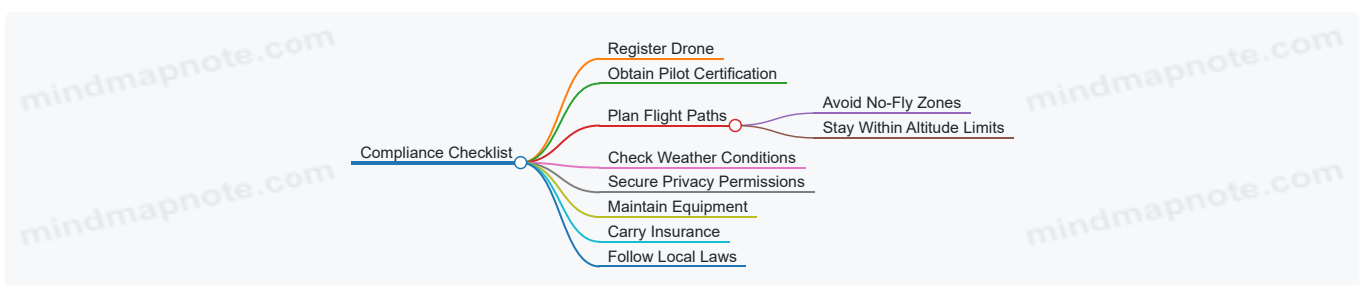 mindmapnote.com
mindmapnote.com
Register Drone
Obtain Pilot Certification
Plan Flight Paths
Avoid No-Fly Zones
Stay Within Altitude Limits
Compliance Checklist
Check Weather Conditions
Secure Privacy Permissions
Maintain Equipment
Carry Insurance
Follow Local Laws
mindmapnote.com
mindmapnote.com